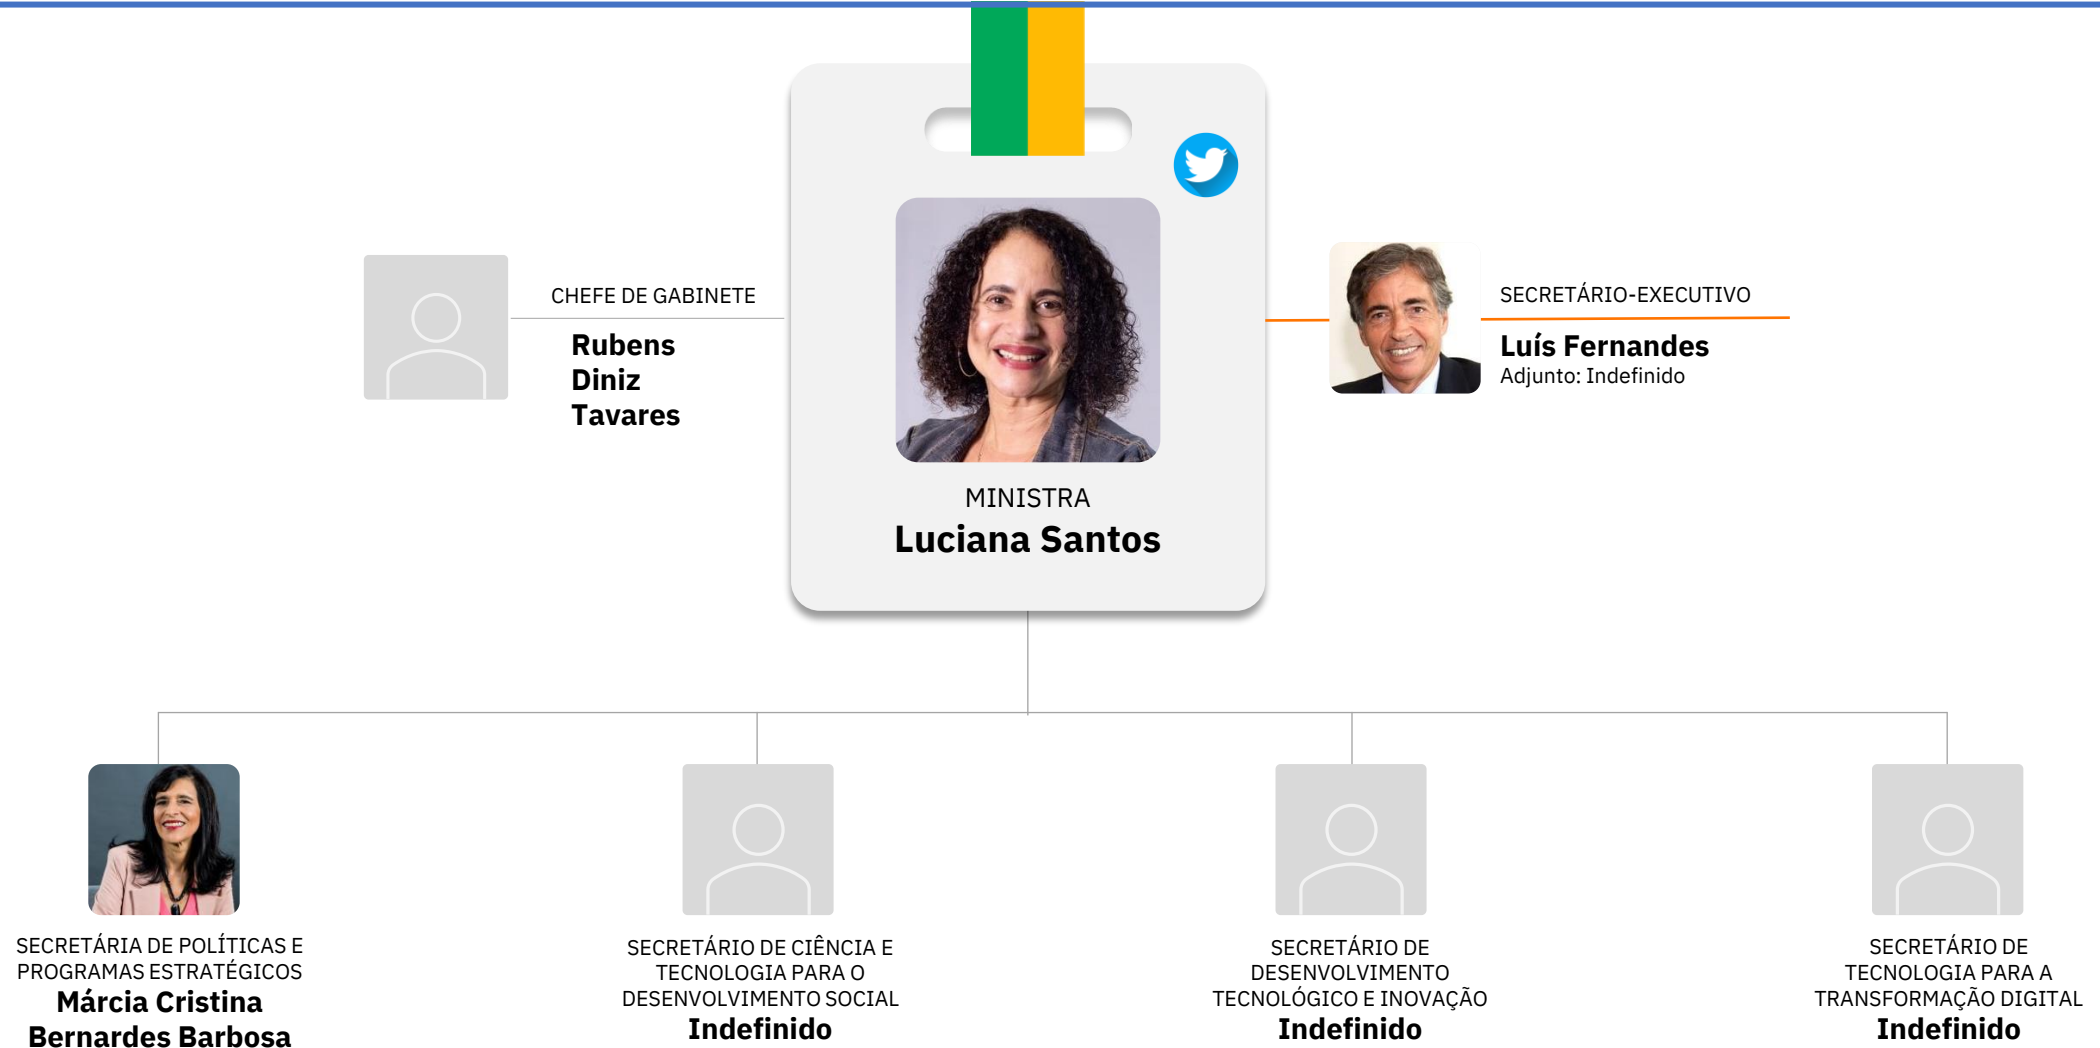 CHEFE DE GABINETE
Rubens
Diniz
Tavares
MINISTRA
Luciana Santos
SECRETÁRIO-EXECUTIVO
Luís Fernandes
Adjunto: Indefinido
SECRETÁRIA DE POLÍTICAS E
PROGRAMAS ESTRATÉGICOS
Márcia Cristina
Bernardes Barbosa
SECRETÁRIO DE CIÊNCIA E
TECNOLOGIA PARA O
DESENVOLVIMENTO SOCIAL
Indefinido
SECRETÁRIO DE
DESENVOLVIMENTO
TECNOLÓGICO E INOVAÇÃO
Indefinido
SECRETÁRIO DE
TECNOLOGIA PARA A
TRANSFORMAÇÃO DIGITAL
Indefinido